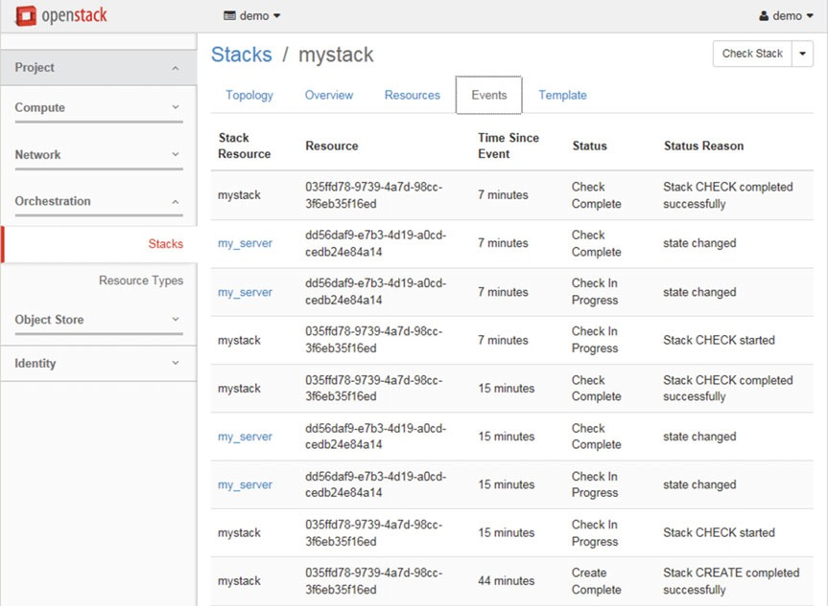 openstack
demo
demo
Project
Compute
Network
Orchestration
Stacks
Resource Types
Object Store
Identity
Stacks / mystack
Check Stack
Topology Overview Resources Events Template
Stack
Resource
Resource
Time Since
Event
Status
Status Reason
mystack
035ffd78-9739-4a7d-98cc-
3f6eb35f16ed
7 minutes
Check
Complete
Stack CHECK completed
successfully
my_server
dd56daf9-e7b3-4d19-a0cd-
cedb24e84a14
7 minutes
Check
Complete
state changed
my_server
dd56daf9-e7b3-4d19-a0cd-
cedb24e84a14
7 minutes
Check In
Progress
state changed
mystack
035ffd78-9739-4a7d-98cc-
3f6eb35f16ed
7 minutes
Check In
Progress
Stack CHECK started
mystack
035ffd78-9739-4a7d-98cc-
3f6eb35f16ed
15 minutes
Check
Complete
Stack CHECK completed
successfully
my_server
dd56daf9-e7b3-4d19-a0cd-
cedb24e84a14
15 minutes
Check
Complete
state changed
my_server
dd56daf9-e7b3-4d19-a0cd-
cedb24e84a14
15 minutes
Check In
Progress
state changed
mystack
035ffd78-9739-4a7d-98cc-
3f6eb35f16ed
15 minutes
Check In
Progress
Stack CHECK started
mystack
035ffd78-9739-4a7d-98cc-
3f6eb35f16ed
44 minutes
Create
Complete
Stack CREATE completed
successfully